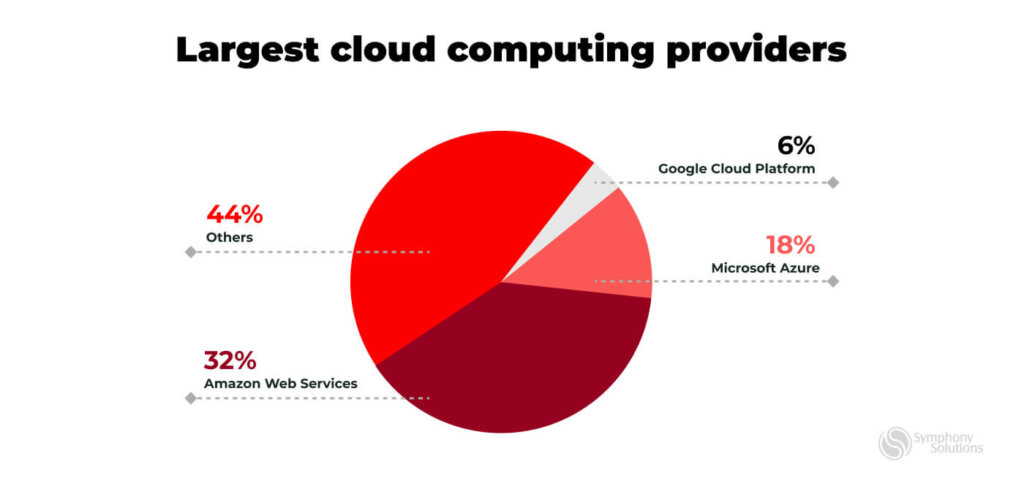 Largest cloud computing providers
6%
Google Cloud Platform
44%
Others
18%
Microsoft Azure
32%
Amazon Web Services
Symphony
Solutions